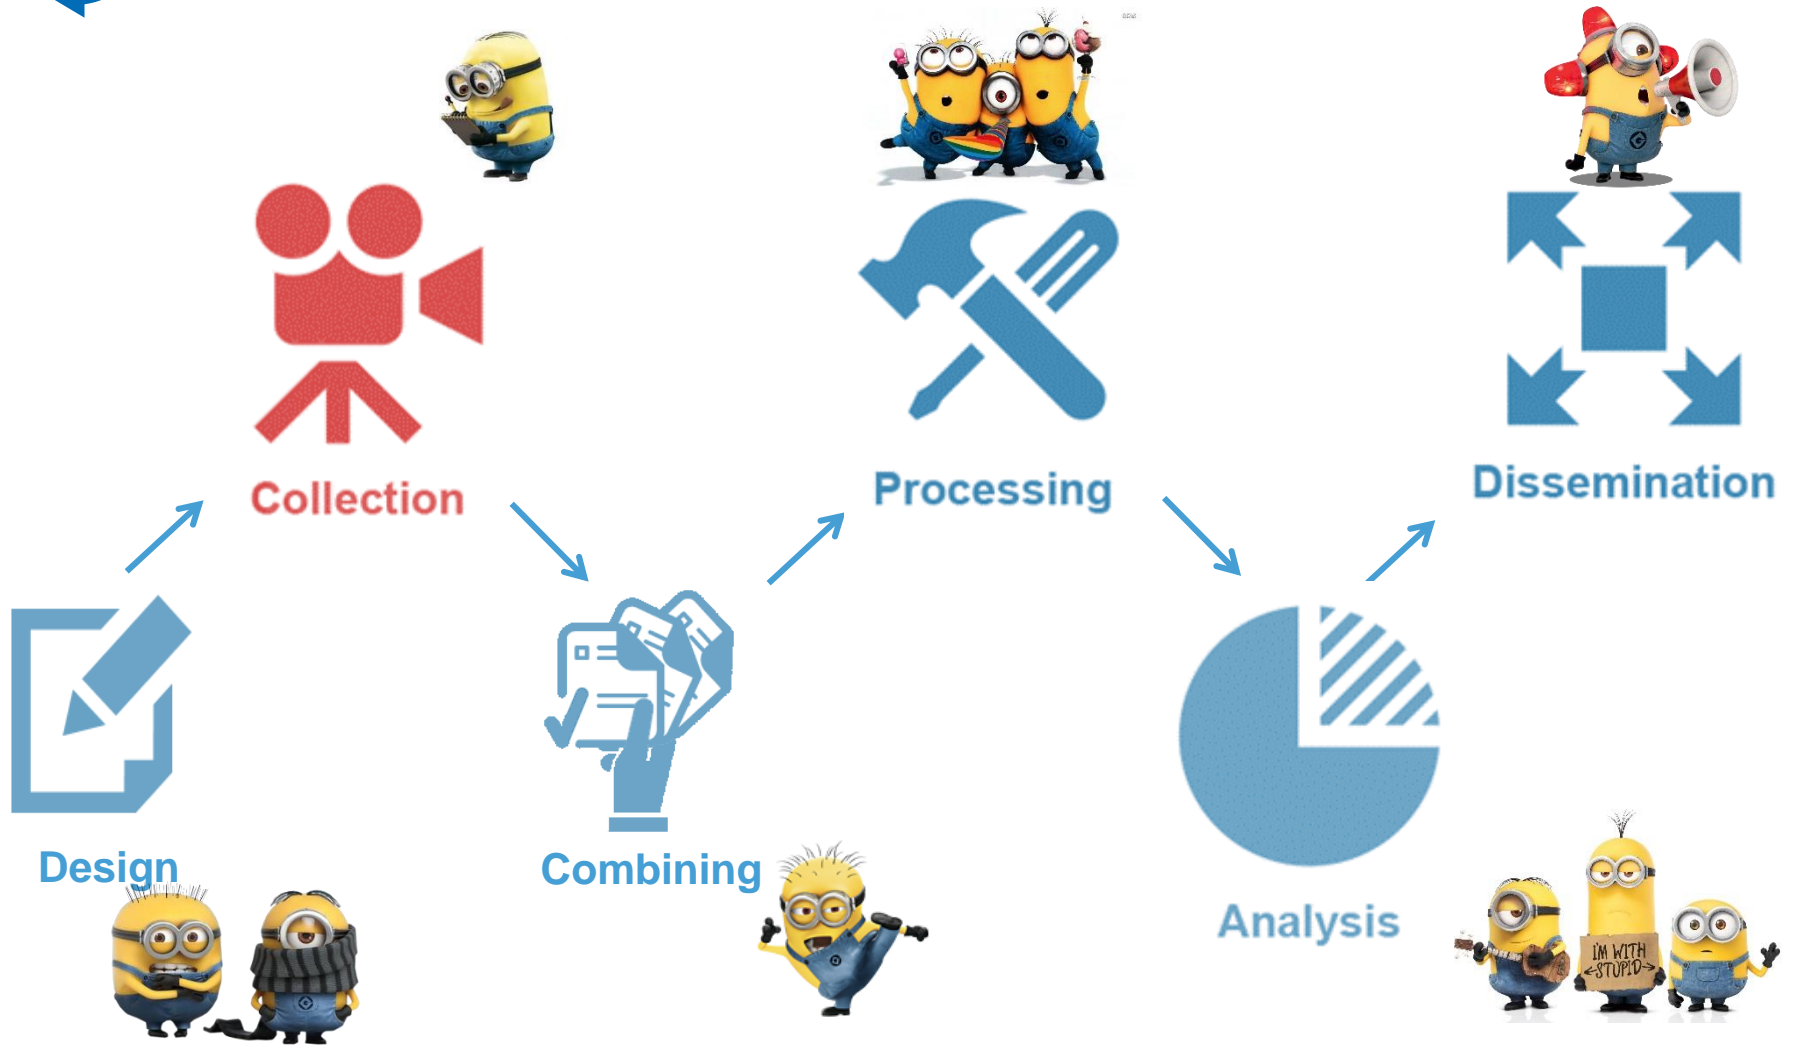 Collection
Processing
Dissemination
Design
Combining
Analysis
I'M WITH
STUPID